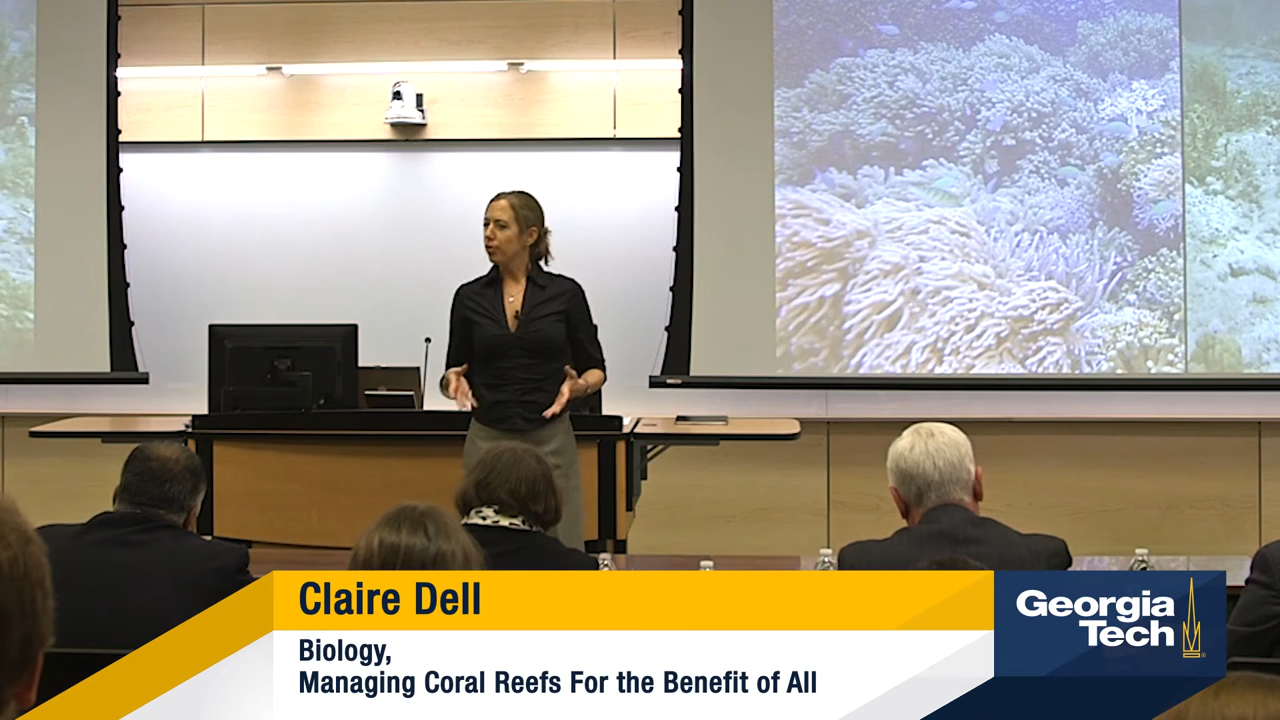 Claire Dell
Biology,
Managing Coral Reefs For the Benefit of All
Georgia
Tech